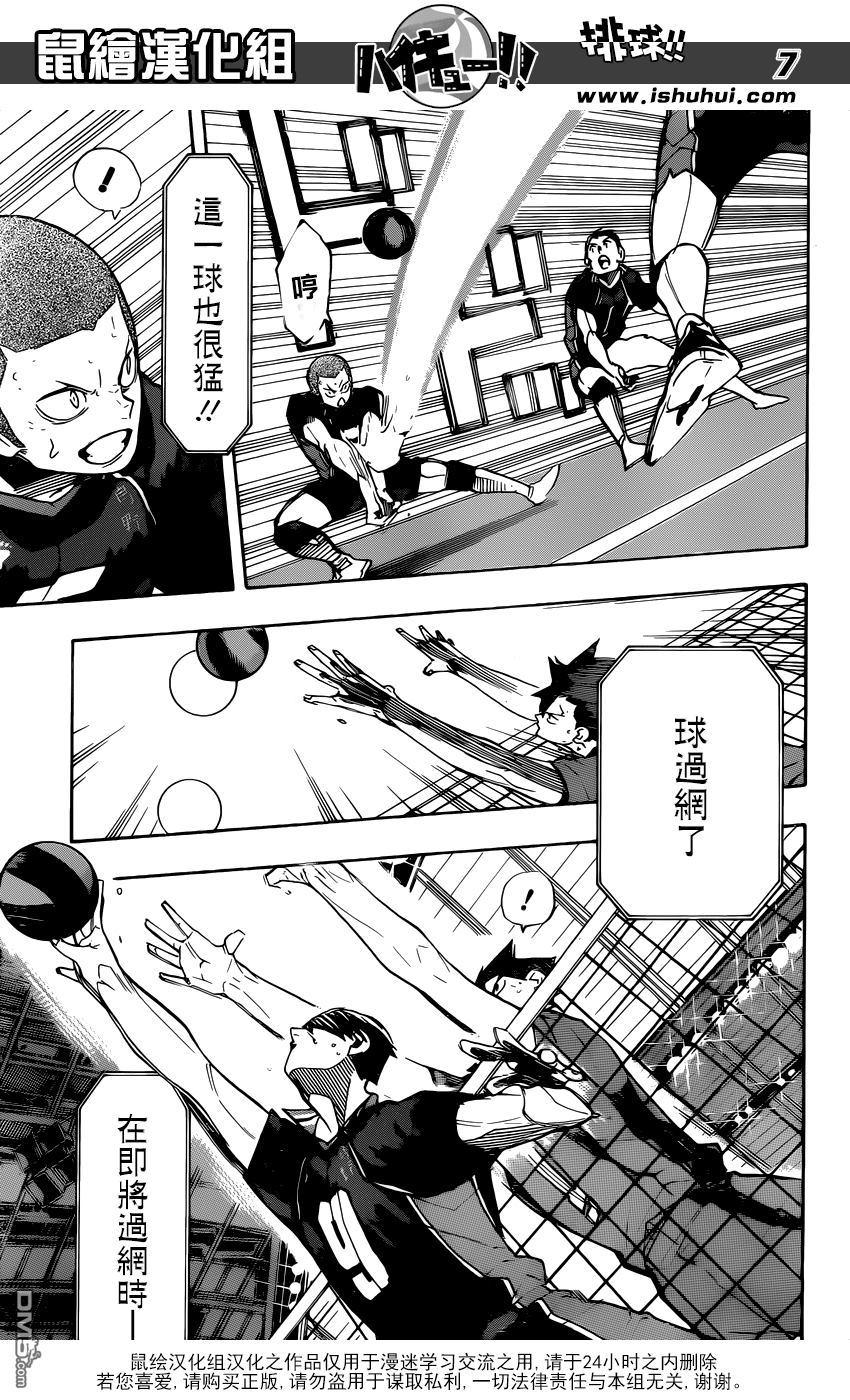 鼠繪漢化組
ハイキュー!!
排球!!
7
www.ishuhui.com
哼
這一球也很猛!!
!
球過網了
!
在即將過網時—
鼠绘汉化组汉化之作品仅用于漫迷学习交流之用, 请于24小时之内删除
若您喜爱, 请购买正版, 请勿盗用于谋取私利, 一切法律责任与本组无关, 谢谢。